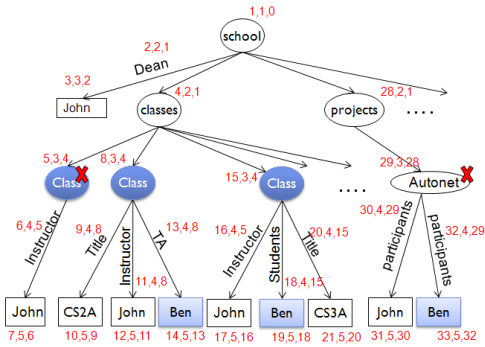 1,1,0
school
2,2,1
Dean
3,3,2
4,2,1
28,2,1
John
classes
projects
....
5,3,4
8,3,4
15,3,4
29,3,28
Class
Class
Class
....
Autonet
6,4,5
Instructor
9,4,8
Title
Instructor
11,4,8
TA
13,4,8
16,4,5
Instructor
Students
18,4,15
Title
20,4,15
30,4,29
participants
participants
32,4,29
John
CS2A
John
Ben
John
Ben
CS3A
John
Ben
7,5,6
10,5,9
12,5,11
14,5,13
17,5,16
19,5,18
21,5,20
31,5,30
33,5,32